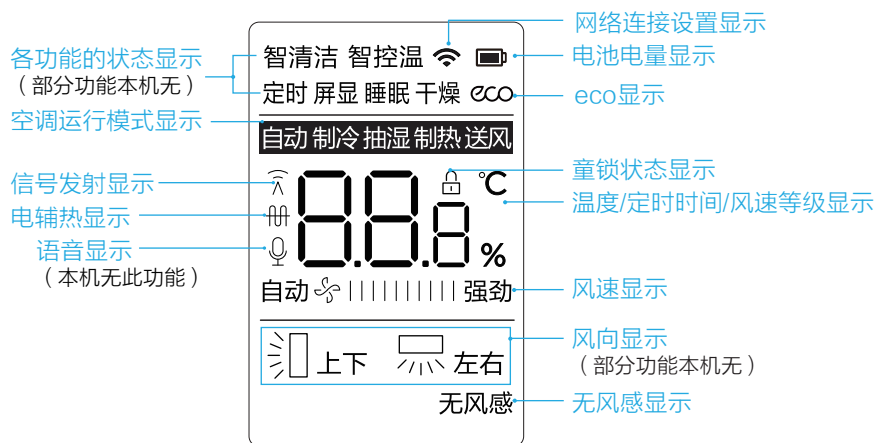 网络连接设置显示
各功能的状态显示
（部分功能本机无）
智清洁 智控温
电池电量显示
定时 屏显 睡眠 干燥 eco
eco显示
空调运行模式显示
自动 制冷 抽湿 制热 送风
信号发射显示
童锁状态显示
℃
温度/定时时间/风速等级显示
电辅热显示
8.8.8
%
语音显示
（本机无此功能）
自动 强劲
风速显示
上下 左右
风向显示
（部分功能本机无）
无风感
无风感显示